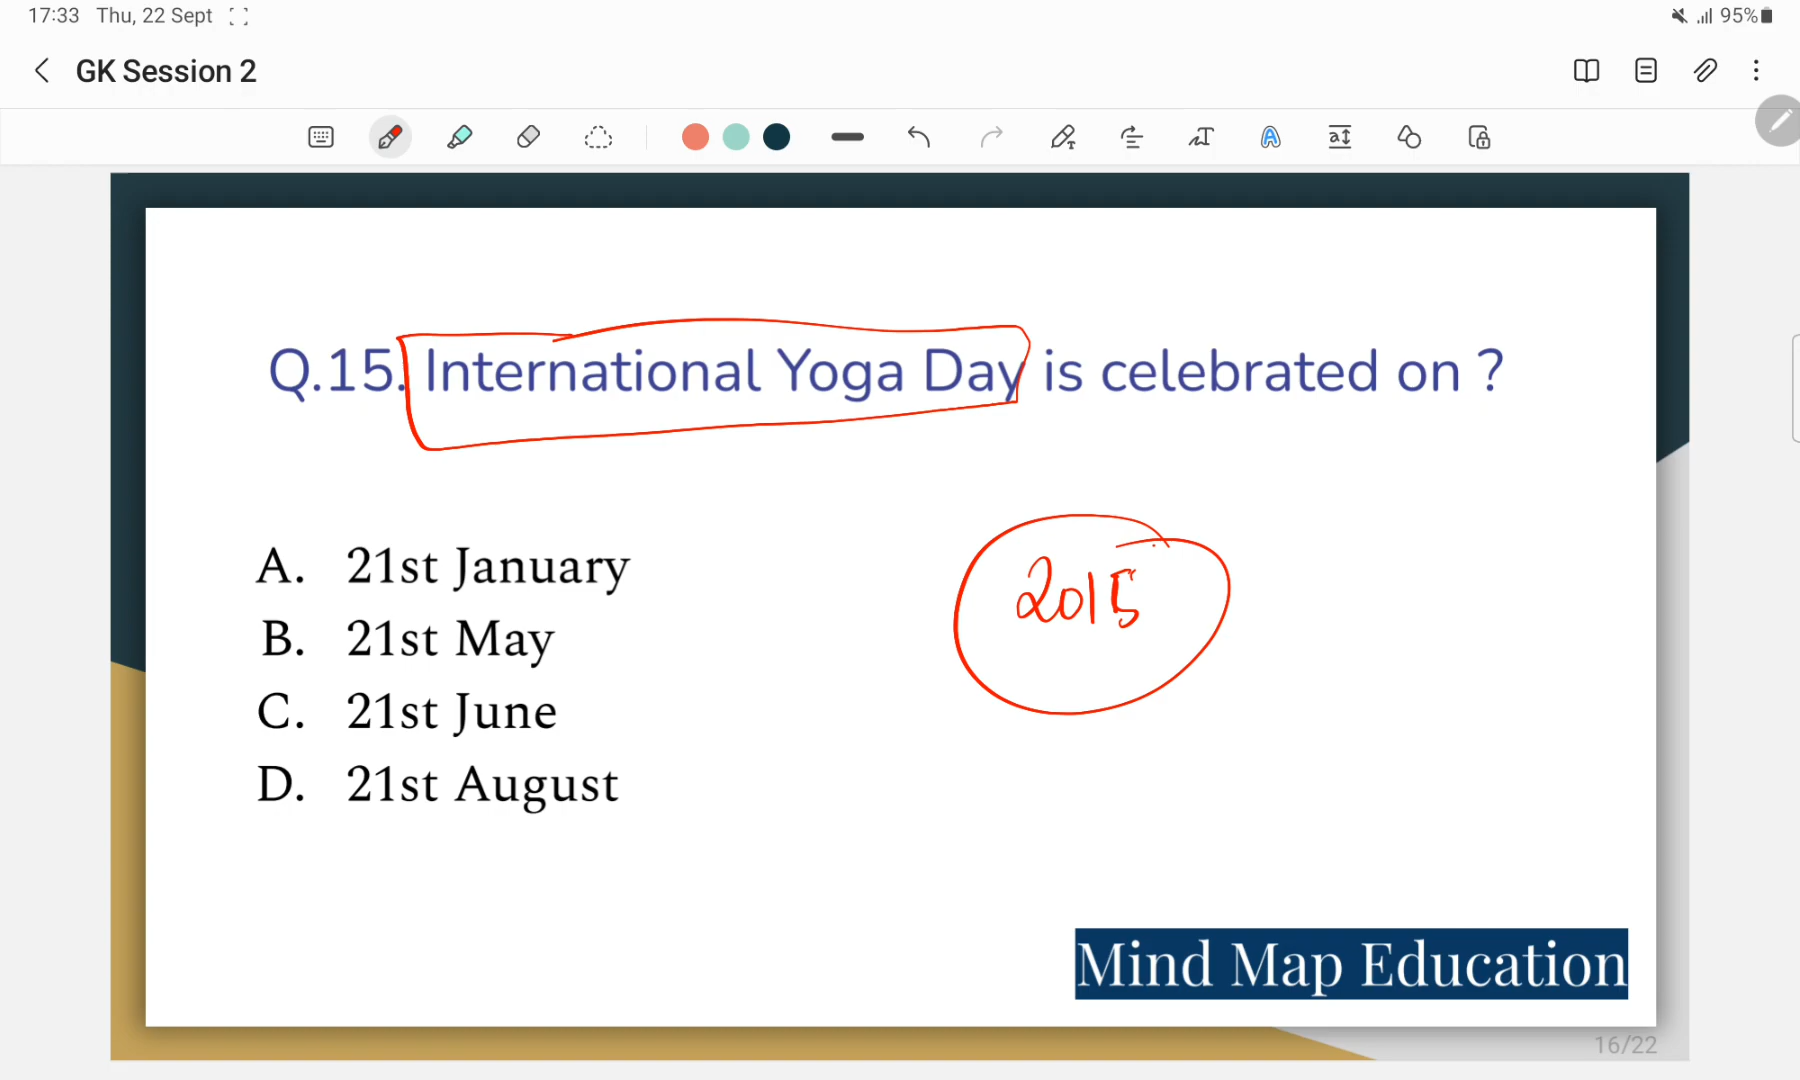 17:33 Thu, 22 Sept 95%
GK Session 2
Q.15. International Yoga Day is celebrated on ?
A. 21st January
2015
B. 21st May
C. 21st June
D. 21st August
Mind Map Education
16/22